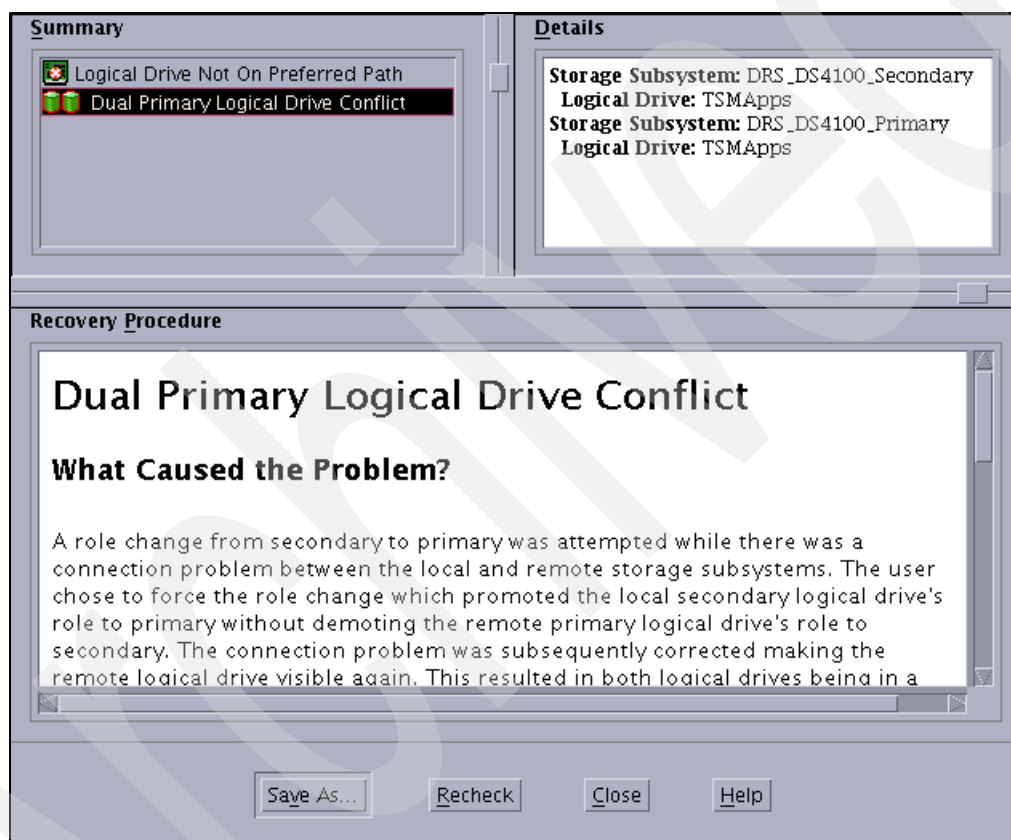 Summary
Logical Drive Not On Preferred Path
Dual Primary Logical Drive Conflict
Details
Storage Subsystem: DRS_DS4100_Secondary
Logical Drive: TSMApps
Storage Subsystem: DRS_DS4100_Primary
Logical Drive: TSMApps
Recovery Procedure
Dual Primary Logical Drive Conflict
What Caused the Problem?
A role change from secondary to primary was attempted while there was a
connection problem between the local and remote storage subsystems. The user
chose to force the role change which promoted the local secondary logical drive's
role to primary without demoting the remote primary logical drive's role to
secondary. The connection problem was subsequently corrected making the
remote logical drive visible again. This resulted in both logical drives being in a
Save As...
Recheck
Close
Help